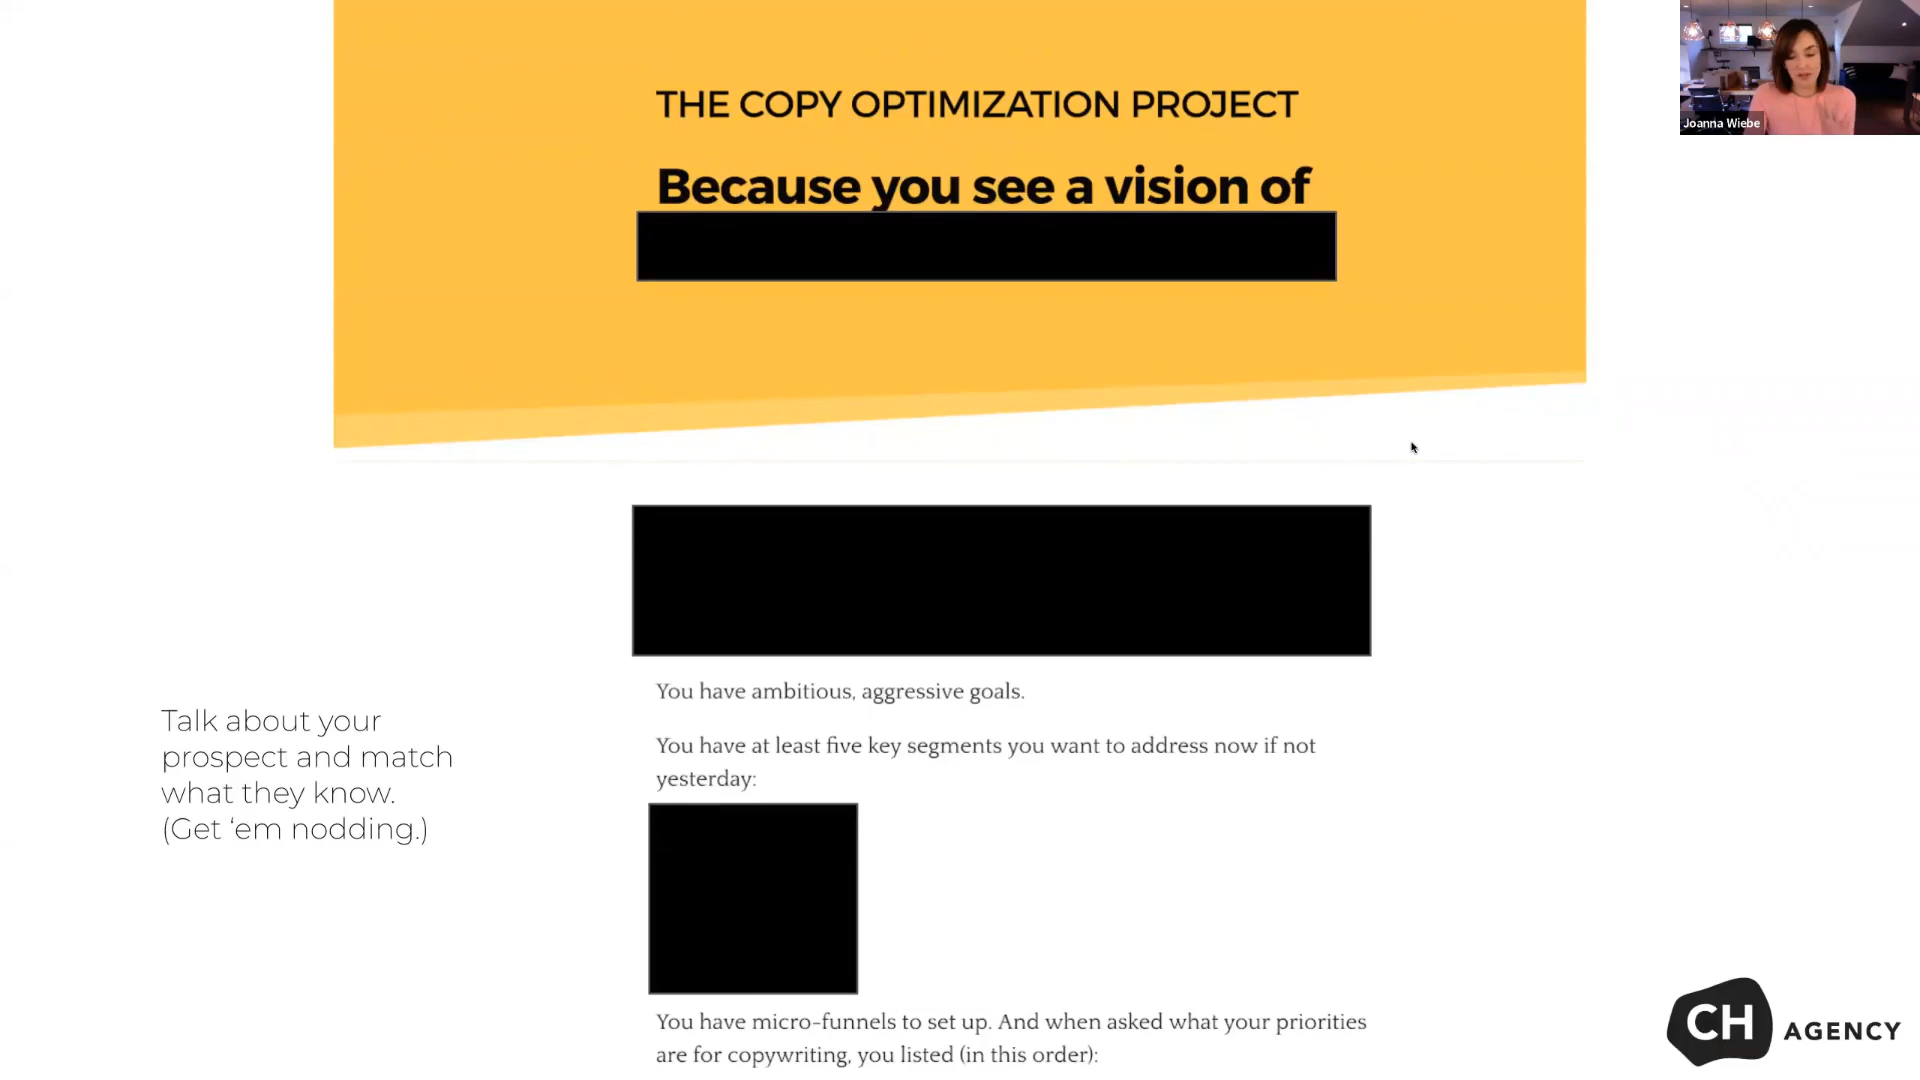 THE COPY OPTIMIZATION PROJECT
Because you see a vision of
Joanna Wiebe
You have ambitious, aggressive goals.
You have at least five key segments you want to address now if not
yesterday:
Talk about your
prospect and match
what they know.
(Get ‘em nodding.)
You have micro-funnels to set up. And when asked what your priorities
are for copywriting, you listed (in this order):
CH AGENCY